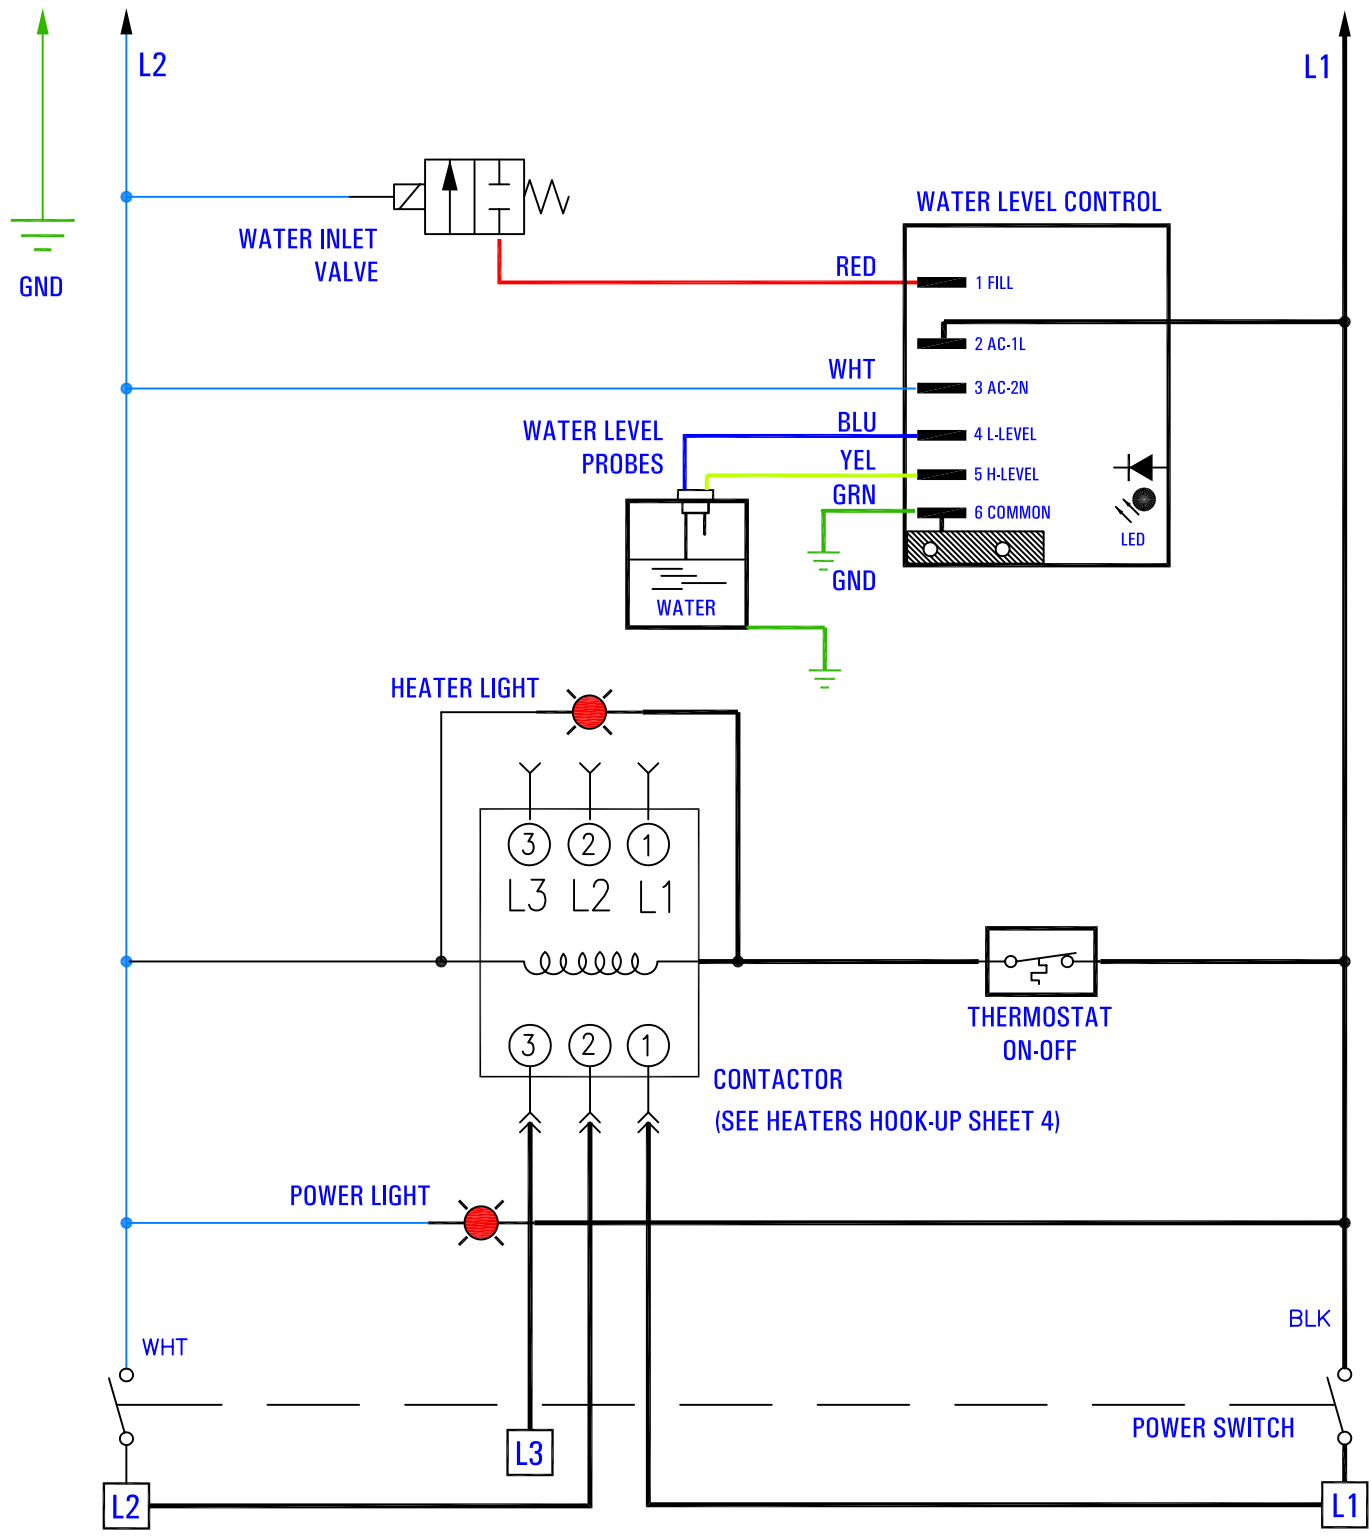 L2
L1
WATER LEVEL CONTROL
WATER INLET
VALVE
GND
RED
1 FILL
2 AC-1L
WHT
3 AC-2N
BLU
4 L-LEVEL
WATER LEVEL
PROBES
YEL
5 H-LEVEL
GRN
6 COMMON
LED
GND
WATER
HEATER LIGHT
3 2 1
L3 L2 L1
THERMOSTAT
ON-OFF
3 2 1
CONTACTOR
(SEE HEATERS HOOK-UP SHEET 4)
POWER LIGHT
BLK
WHT
POWER SWITCH
L3
L2
L1